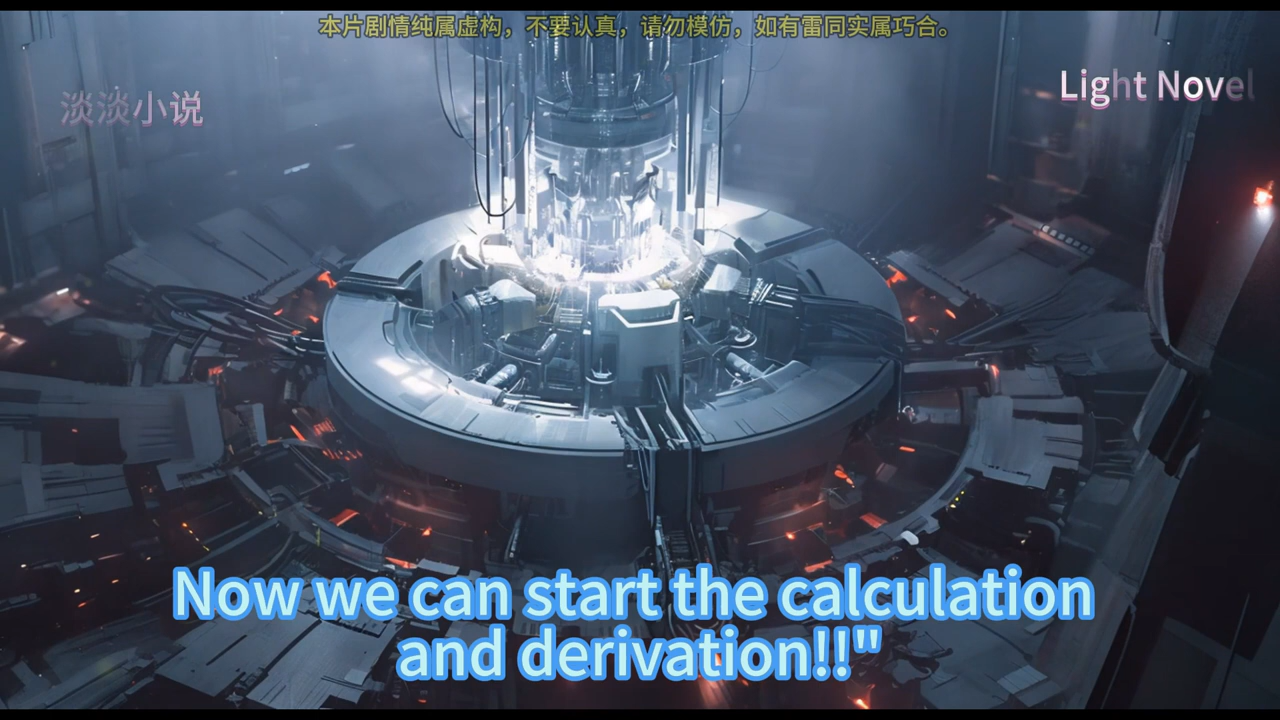 本片剧情纯属虚构，不要认真，请勿模仿，如有雷同实属巧合。
淡淡小说
Light Novel
Now we can start the calculation
and derivation!!"